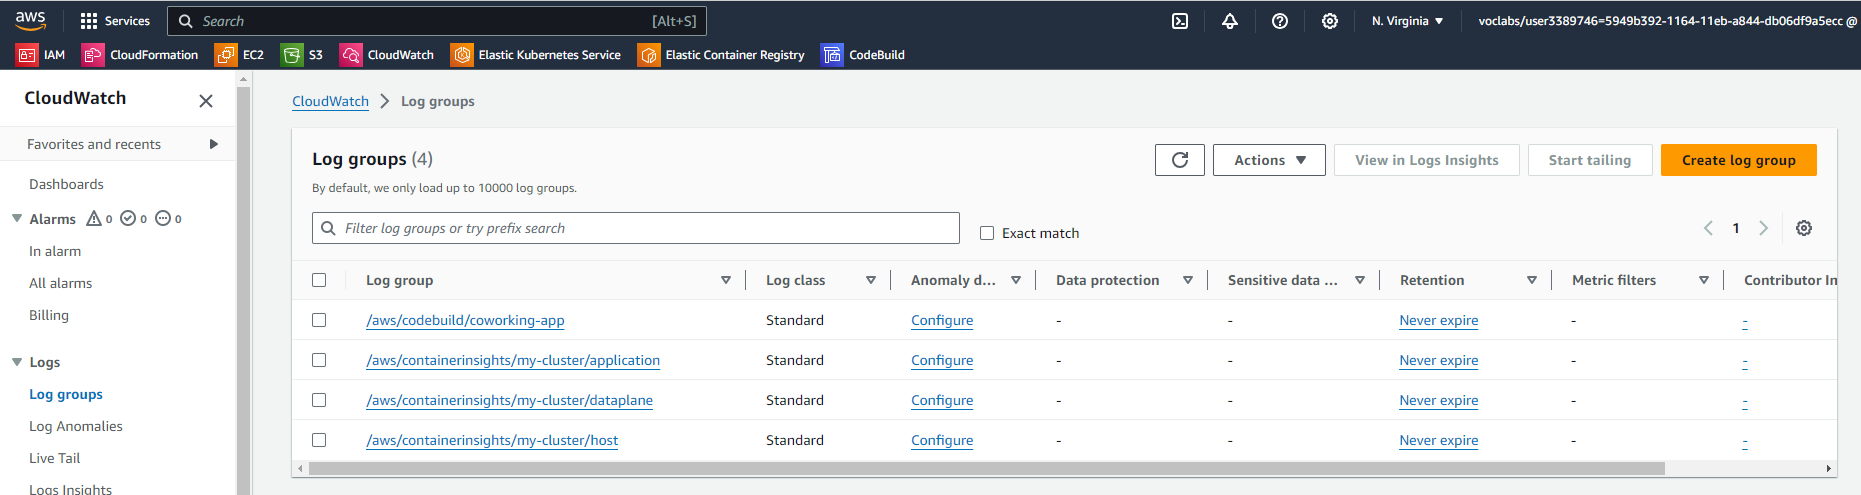 aws Services Search [Alt+S] N. Virginia voclabs/user3389746=5949b392-1164-11eb-a844-db06df9a5ecc @
IAM CloudFormation EC2 S3 CloudWatch Elastic Kubernetes Service Elastic Container Registry CodeBuild
CloudWatch
Favorites and recents
Dashboards
Alarms 0 0 0
In alarm
All alarms
Billing
Logs
Log groups
Log Anomalies
Live Tail
Logs Insights
CloudWatch Log groups
Log groups (4)
By default, we only load up to 10000 log groups.
Actions View in Logs Insights Start tailing Create log group
Filter log groups or try prefix search Exact match 1
Log group Log class Anomaly d... Data protection Sensitive data ... Retention Metric filters Contributor In
/aws/codebuild/coworking-app Standard Configure - - Never expire - -
/aws/containerinsights/my-cluster/application Standard Configure - - Never expire - -
/aws/containerinsights/my-cluster/dataplane Standard Configure - - Never expire - -
/aws/containerinsights/my-cluster/host Standard Configure - - Never expire - -